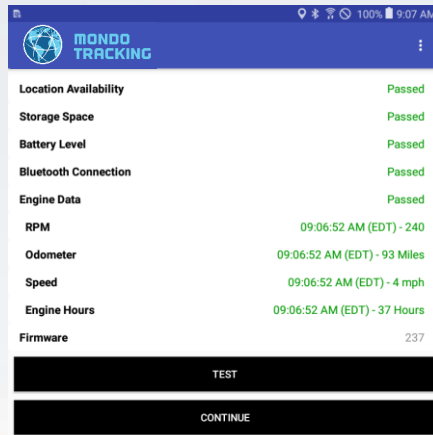 100% 9:07 AM
MONDO
TRACKING
Location Availability Passed
Storage Space Passed
Battery Level Passed
Bluetooth Connection Passed
Engine Data Passed
RPM 09:06:52 AM (EDT) - 240
Odometer 09:06:52 AM (EDT) - 93 Miles
Speed 09:06:52 AM (EDT) - 4 mph
Engine Hours 09:06:52 AM (EDT) - 37 Hours
Firmware 237
TEST
CONTINUE